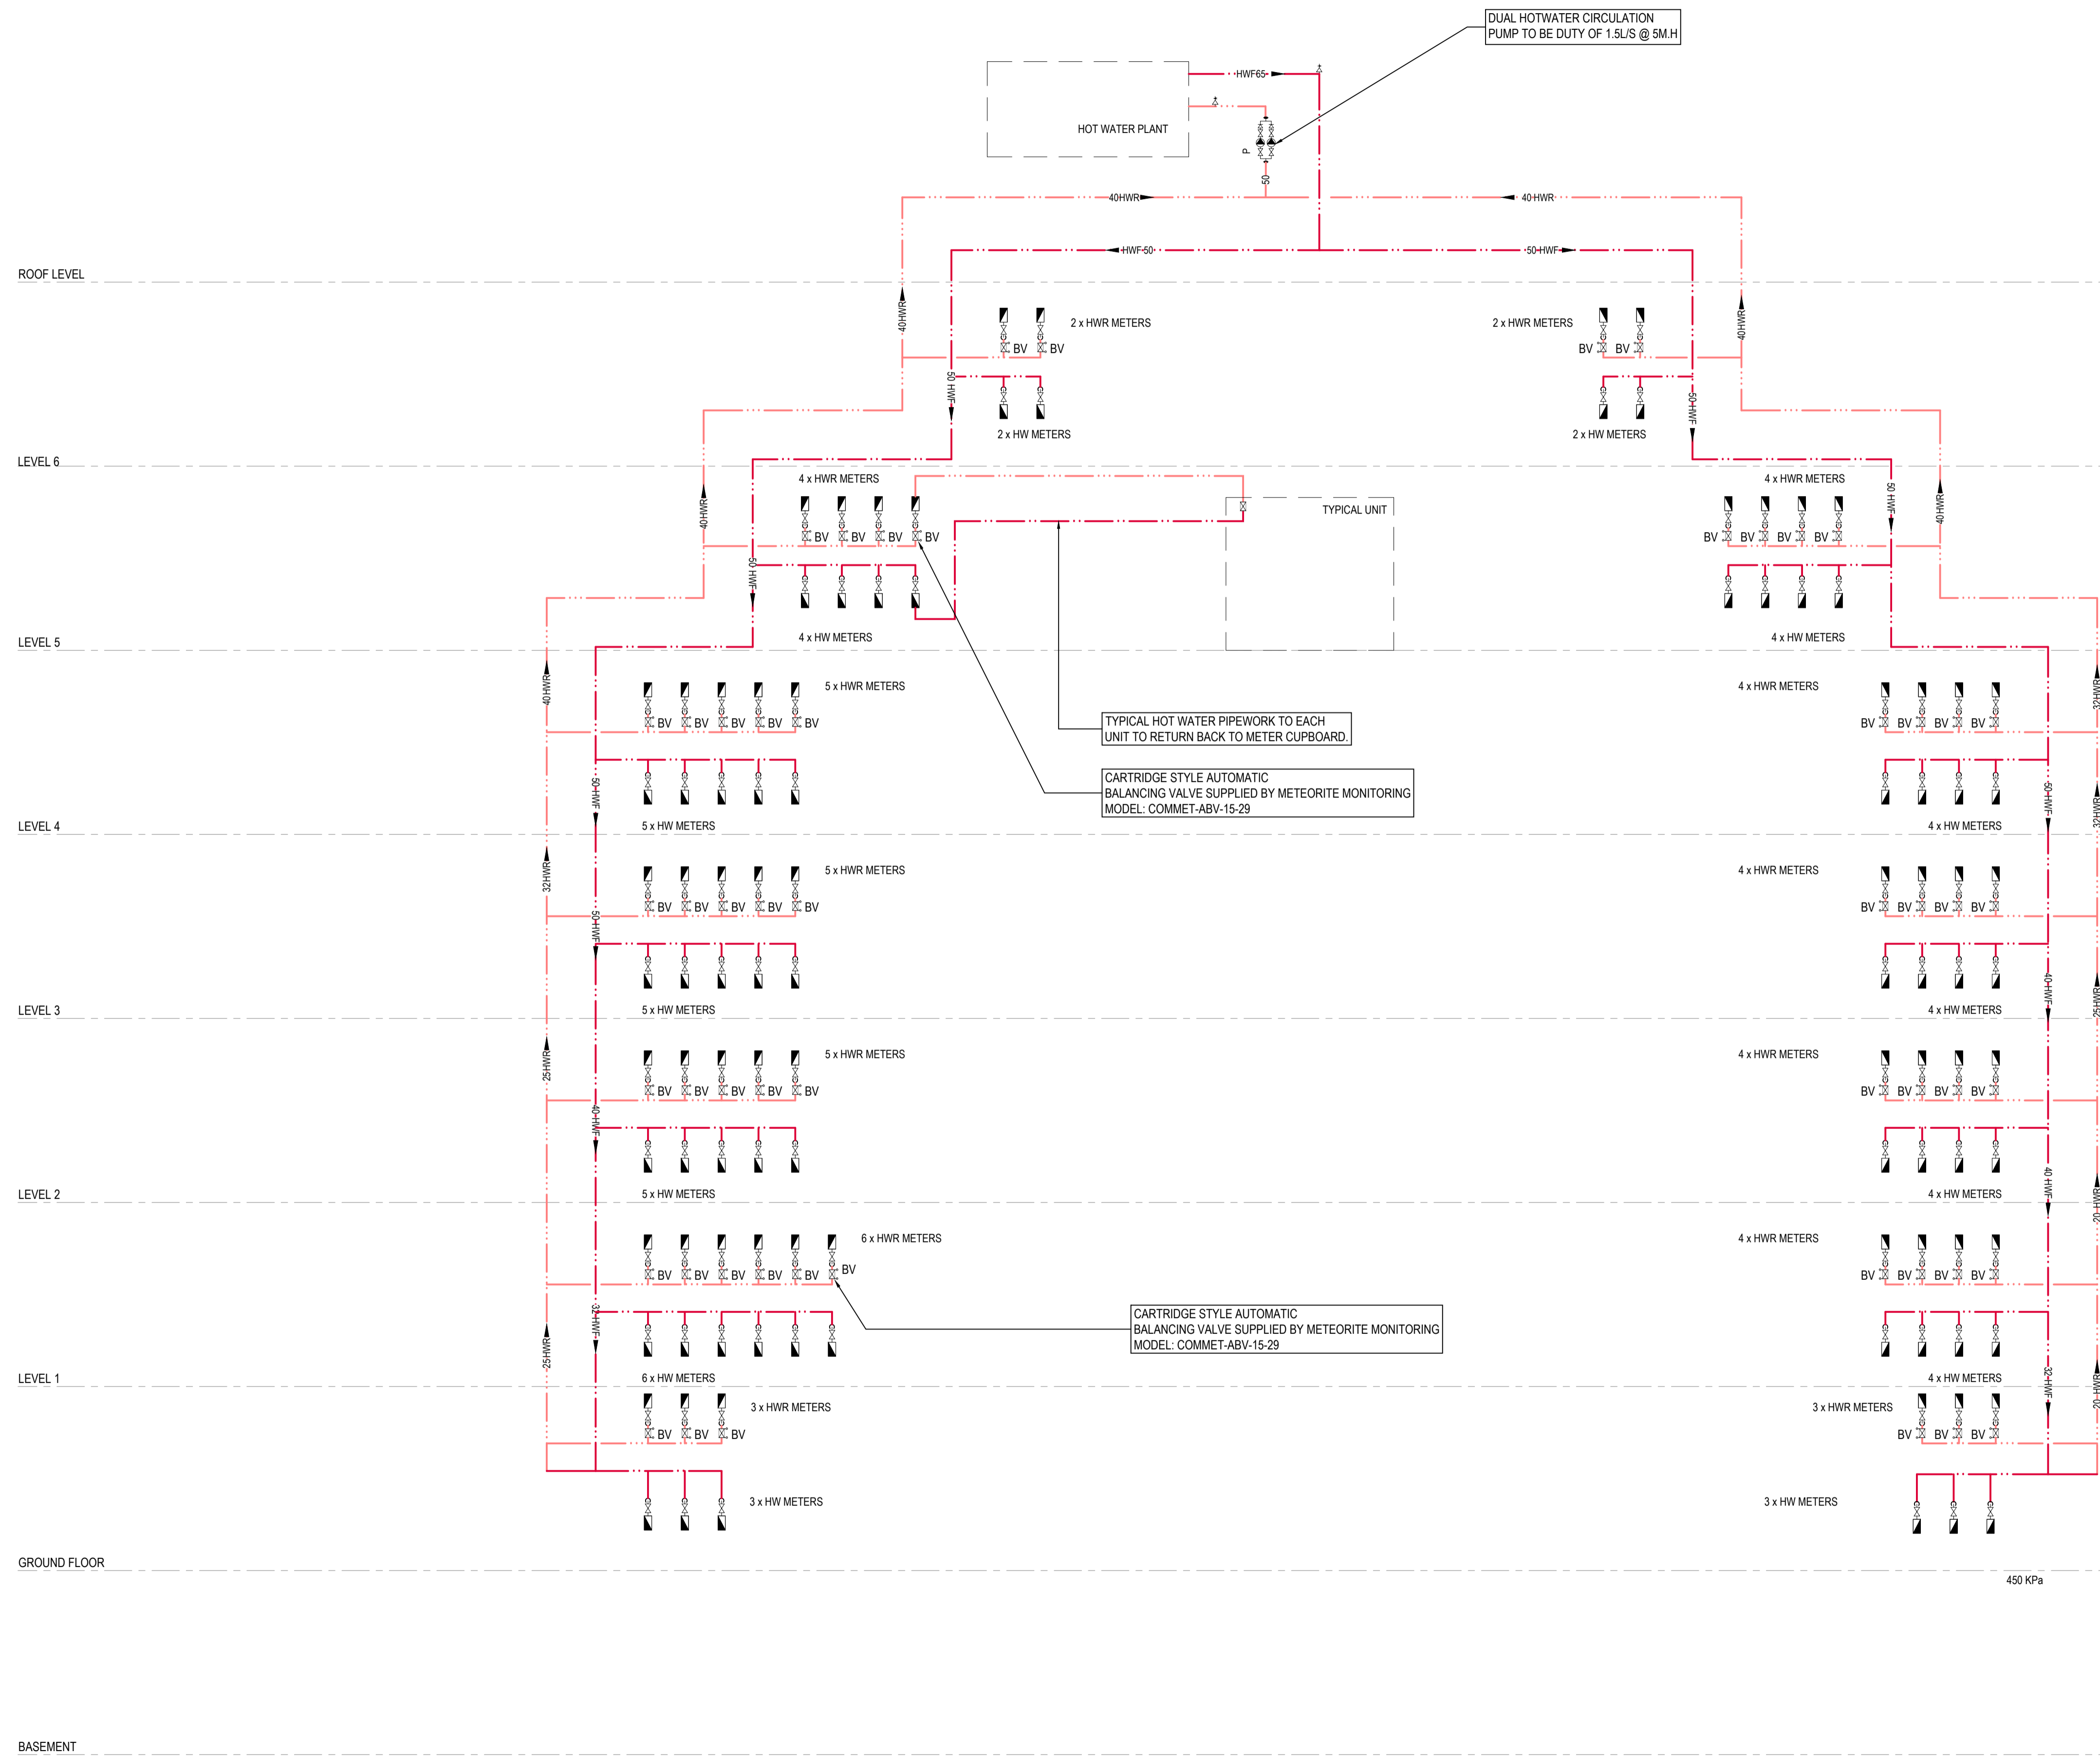 DUAL HOTWATER CIRCULATION
PUMP TO BE DUTY OF 1.5L/S @ 5M.H
HWF65
HOT WATER PLANT
P
50
40HWR
40 HWR
HWF 50
50 HWF
ROOF LEVEL
40HWR
2 x HWR METERS
2 x HWR METERS
40HWR
BV BV
BV BV
50 HWF
50 HWF
2 x HW METERS
2 x HW METERS
LEVEL 6
4 x HWR METERS
4 x HWR METERS
40HWR
TYPICAL UNIT
50 HWF
40HWR
BV BV BV BV
BV BV BV BV
50 HWF
4 x HW METERS
4 x HW METERS
LEVEL 5
40HWR
5 x HWR METERS
4 x HWR METERS
32HWR
BV BV BV BV BV
TYPICAL HOT WATER PIPEWORK TO EACH
UNIT TO RETURN BACK TO METER CUPBOARD.
BV BV BV BV
CARTRIDGE STYLE AUTOMATIC
BALANCING VALVE SUPPLIED BY METEORITE MONITORING
MODEL: COMMET-ABV-15-29
50 HWF
50 HWF
32HWR
5 x HW METERS
4 x HW METERS
LEVEL 4
32HWR
5 x HWR METERS
4 x HWR METERS
BV BV BV BV BV
BV BV BV BV
50 HWF
40 HWF
25HWR
5 x HW METERS
4 x HW METERS
LEVEL 3
25HWR
5 x HWR METERS
4 x HWR METERS
BV BV BV BV BV
BV BV BV BV
40 HWF
40 HWF
20 HWR
5 x HW METERS
4 x HW METERS
LEVEL 2
6 x HWR METERS
4 x HWR METERS
BV BV BV BV BV BV
BV BV BV BV
32 HWF
CARTRIDGE STYLE AUTOMATIC
BALANCING VALVE SUPPLIED BY METEORITE MONITORING
MODEL: COMMET-ABV-15-29
25HWR
6 x HW METERS
4 x HW METERS
32 HWF
20 HWR
LEVEL 1
3 x HWR METERS
3 x HWR METERS
BV BV BV
BV BV BV
3 x HW METERS
3 x HW METERS
GROUND FLOOR
450 KPa
BASEMENT